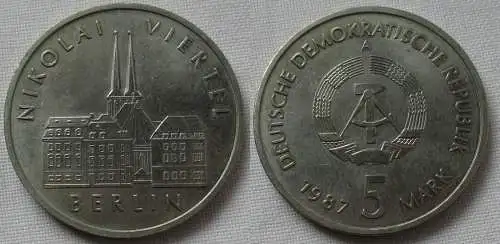 NIKOLAI VIERTEL
BERLIN
DEUTSCHE DEMOKRATISCHE REPUBLIK
A
1987 5 MARK